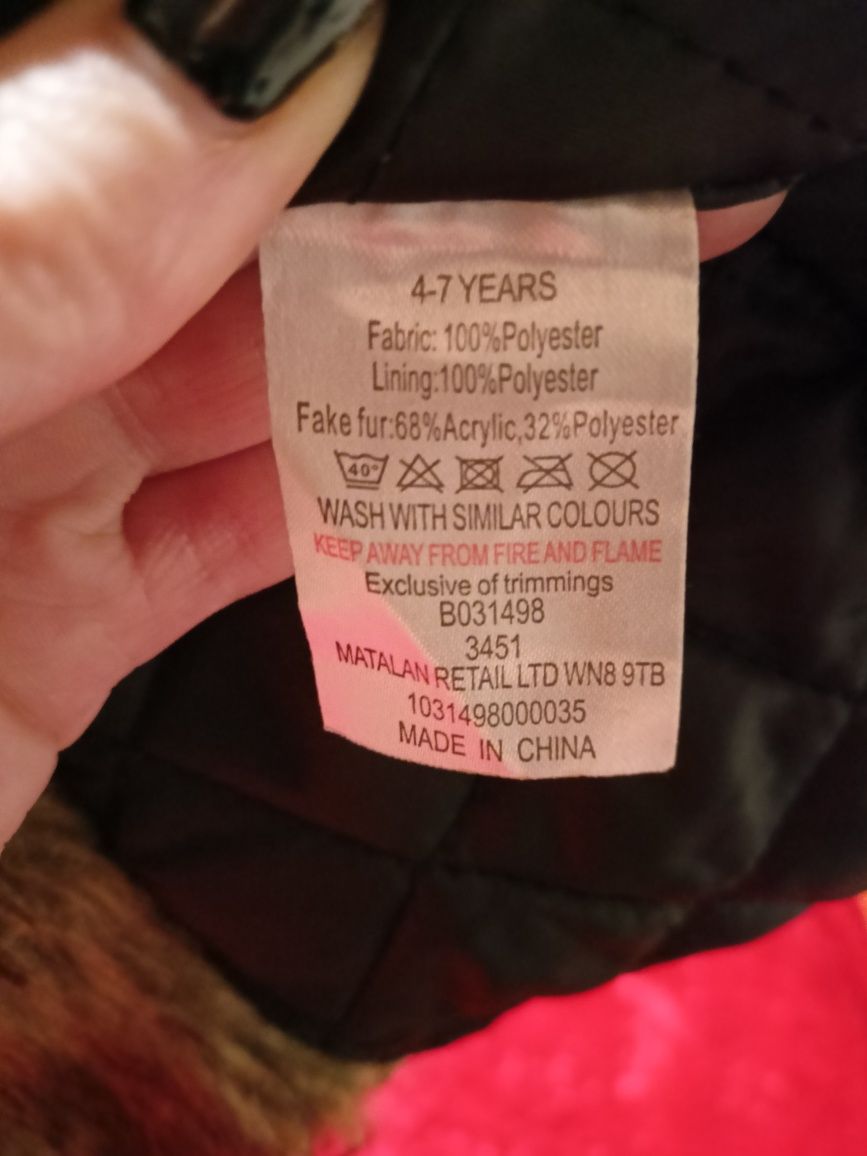 4-7 YEARS
Fabric: 100%Polyester
Lining:100%Polyester
Fake fur:68%Acrylic,32%Polyester
40°
WASH WITH SIMILAR COLOURS
KEEP AWAY FROM FIRE AND FLAME
Exclusive of trimmings
B031498
3451
MATALAN RETAIL LTD WN8 9TB
1031498000035
MADE IN CHINA